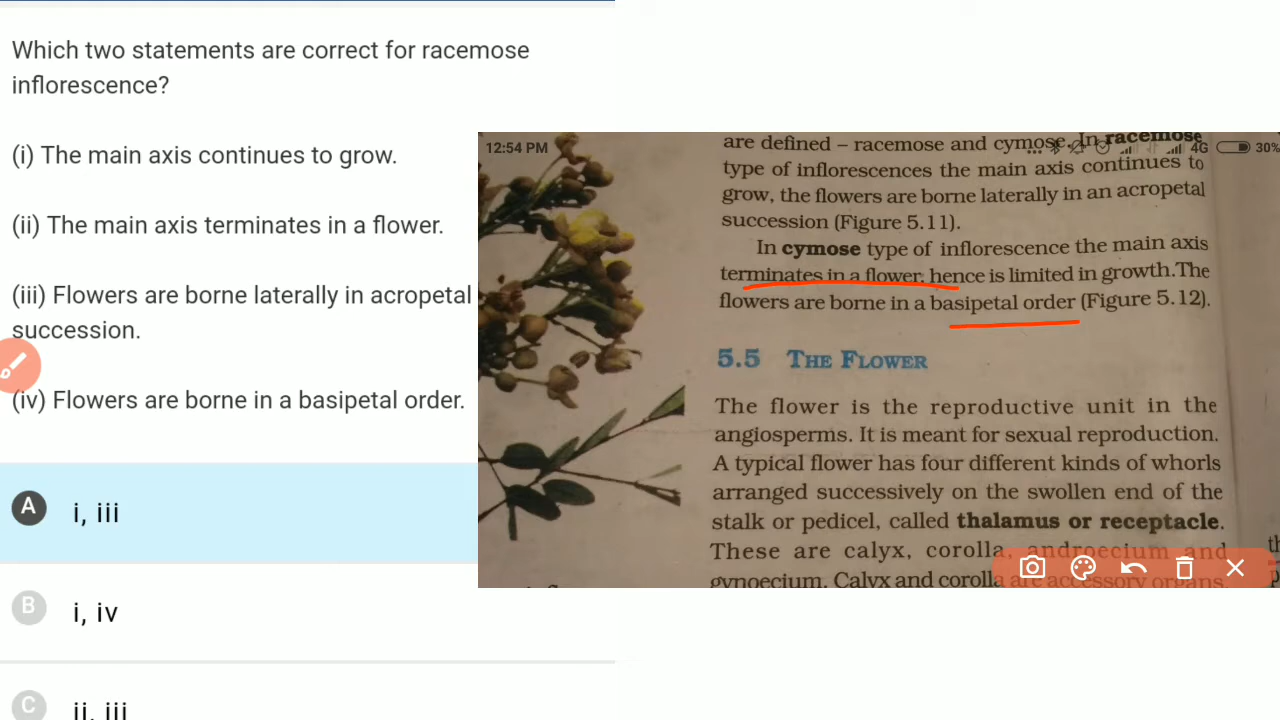 Which two statements are correct for racemose
inflorescence?
(i) The main axis continues to grow.
(ii) The main axis terminates in a flower.
(iii) Flowers are borne laterally in acropetal
succession.
(iv) Flowers are borne in a basipetal order.
A i, iii
B i, iv
C ii, iii
12:54 PM
4G
30%
are defined – racemose and cymose. In racemose
type of inflorescences the main axis continues to
grow, the flowers are borne laterally in an acropetal
succession (Figure 5.11).
In cymose type of inflorescence the main axis
terminates in a flower, hence is limited in growth.The
flowers are borne in a basipetal order (Figure 5.12).
5.5 THE FLOWER
The flower is the reproductive unit in the
angiosperms. It is meant for sexual reproduction.
A typical flower has four different kinds of whorls
arranged successively on the swollen end of the
stalk or pedicel, called thalamus or receptacle.
These are calyx, corolla, androecium and
gynoecium. Calyx and corolla are accessory organs